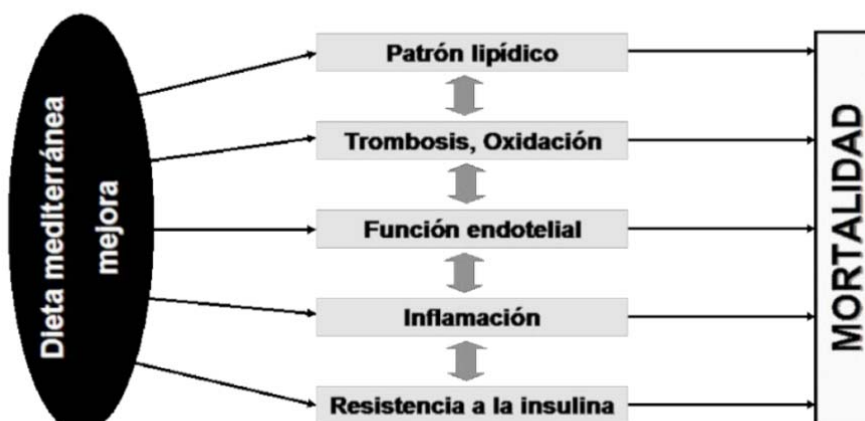 Dieta mediterránea
mejora
Patrón lipídico
Trombosis, Oxidación
Función endotelial
Inflamación
Resistencia a la insulina
MORTALIDAD